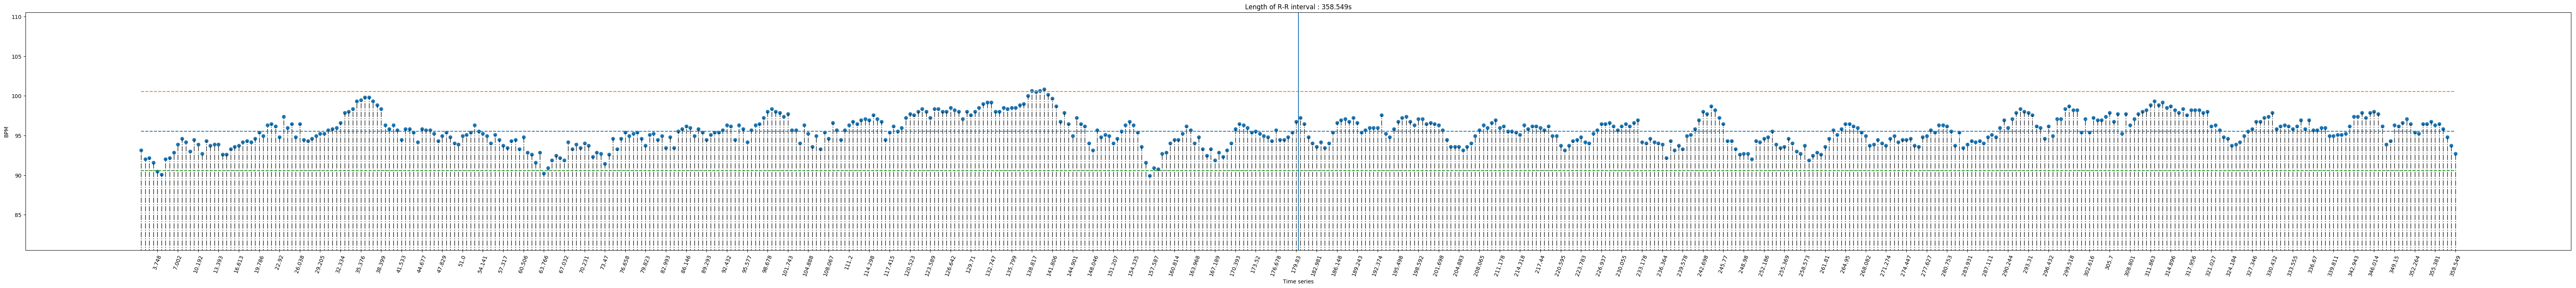 Length of R-R interval : 358.549s
110
105
100
95
90
85
BPM
3.748 7.002 10.192 13.393 16.613 19.786 22.92 26.038 29.205 32.334 35.376 38.399 41.533 44.677 47.829 51.0 54.141 57.317 60.506 63.766 67.032 70.231 73.47 76.658 79.823 82.993 86.146 89.293 92.432 95.577 98.678 101.743 104.888 108.067 111.2 114.298 117.415 120.523 123.589 126.642 129.71 132.747 135.799 138.817 141.806 144.901 148.046 151.207 154.335 157.587 160.814 163.968 167.189 170.393 173.52 176.678 179.83 182.981 186.148 189.243 192.374 195.498 198.592 201.698 204.883 208.065 211.178 214.318 217.44 220.595 223.783 226.937 230.055 233.178 236.364 239.578 242.698 245.77 248.98 252.186 255.369 258.573 261.81 264.95 268.082 271.274 274.447 277.627 280.753 283.931 287.111 290.244 293.31 296.432 299.518 302.616 305.7 308.801 311.863 314.896 317.956 321.027 324.184 327.346 330.432 333.555 336.67 339.811 342.943 346.014 349.15 352.264 355.381 358.549
Time series